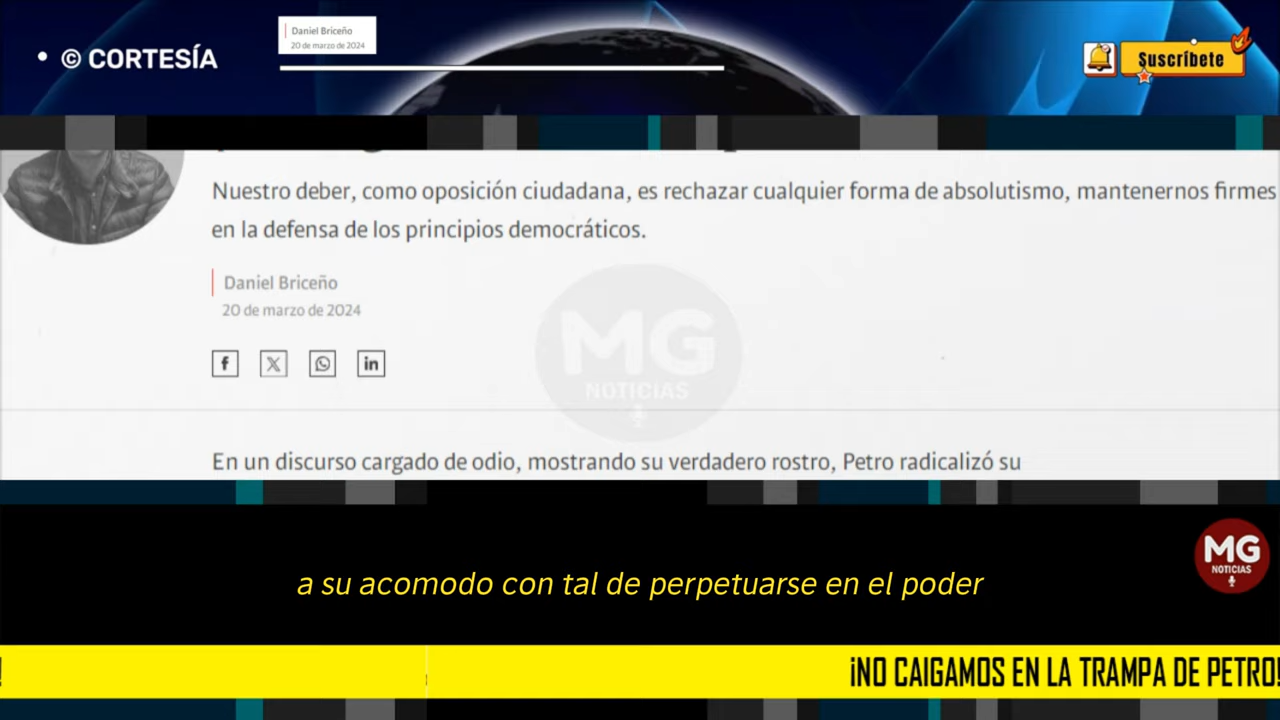 Daniel Briceño
20 de marzo de 2024
• © CORTESÍA
Suscríbete
Nuestro deber, como oposición ciudadana, es rechazar cualquier forma de absolutismo, mantenernos firmes
en la defensa de los principios democráticos.
Daniel Briceño
20 de marzo de 2024
f X in
MG
NOTICIAS
En un discurso cargado de odio, mostrando su verdadero rostro, Petro radicalizó su
MG
NOTICIAS
a su acomodo con tal de perpetuarse en el poder
! ¡NO CAIGAMOS EN LA TRAMPA DE PETRO!